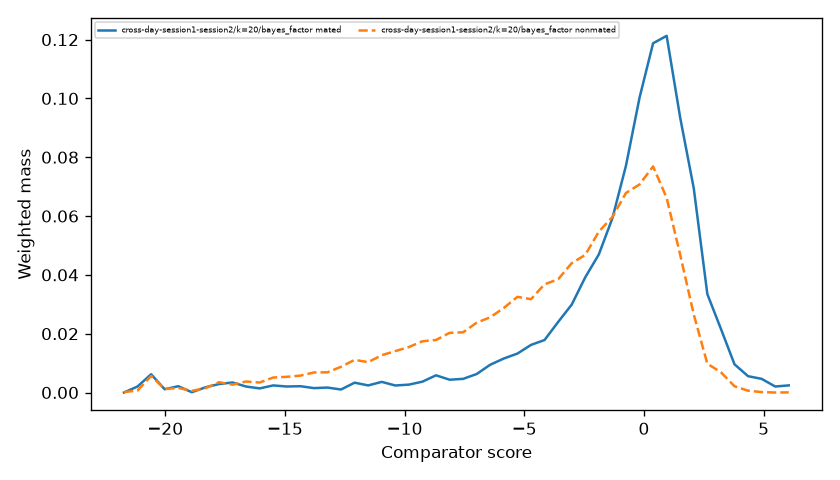 cross-day-session1-session2/k=20/bayes_factor mated cross-day-session1-session2/k=20/bayes_factor nonmated
0.12
0.10
0.08
0.06
0.04
0.02
0.00
Weighted mass
−20 −15 −10 −5 0 5
Comparator score